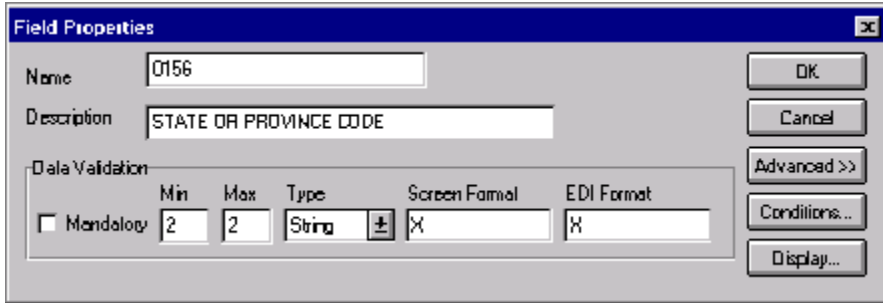 Field Properties
Name 0156 OK
Description STATE OR PROVINCE CODE Cancel
Data Validation Advanced >>
Min Max Type Screen Format EDI Format
Mandatory 2 2 String X X Conditions...
Display...